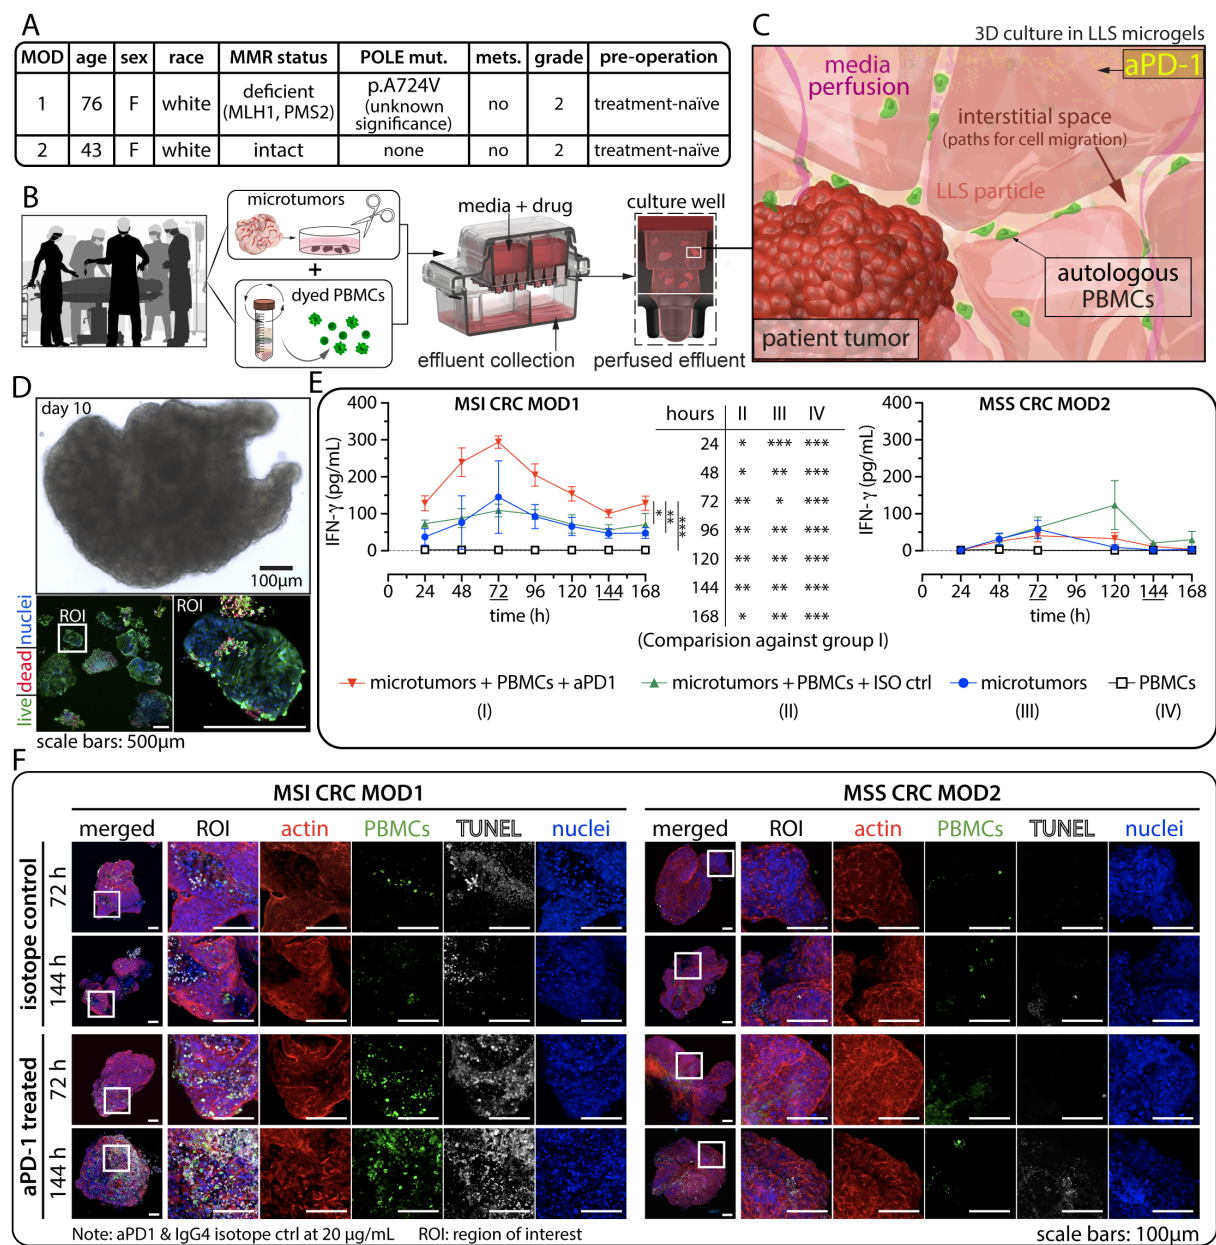 A
MOD age sex race MMR status POLE mut. mets. grade pre-operation
1 76 F white deficient (MLH1, PMS2) p.A724V (unknown significance) no 2 treatment-naïve
2 43 F white intact none no 2 treatment-naïve
B
microtumors
+
dyed PBMCs
media + drug
effluent collection
culture well
perfused effluent
C
3D culture in LLS microgels
media perfusion
aPD-1
interstitial space
(paths for cell migration)
LLS particle
autologous
PBMCs
patient tumor
D
day 10
100µm
live|dead|nuclei
ROI
ROI
scale bars: 500µm
E
MSI CRC MOD1
IFN-γ (pg/mL)
400
300
200
100
0
0 24 48 72 96 120 144 168
time (h)
* ** ***
hours II III IV
24 * *** ***
48 * ** ***
72 ** * ***
96 ** ** ***
120 ** ** ***
144 ** ** ***
168 * ** ***
(Comparision against group I)
MSS CRC MOD2
IFN- γ (pg/mL)
400
300
200
100
0
0 24 48 72 96 120 144 168
time (h)
microtumors + PBMCs + aPD1 microtumors + PBMCs + ISO ctrl microtumors PBMCs
(I) (II) (III) (IV)
F
MSI CRC MOD1 MSS CRC MOD2
merged ROI actin PBMCs TUNEL nuclei merged ROI actin PBMCs TUNEL nuclei
isotope control
72 h
144 h
aPD-1 treated
72 h
144 h
Note: aPD1 & IgG4 isotope ctrl at 20 µg/mL ROI: region of interest scale bars: 100µm